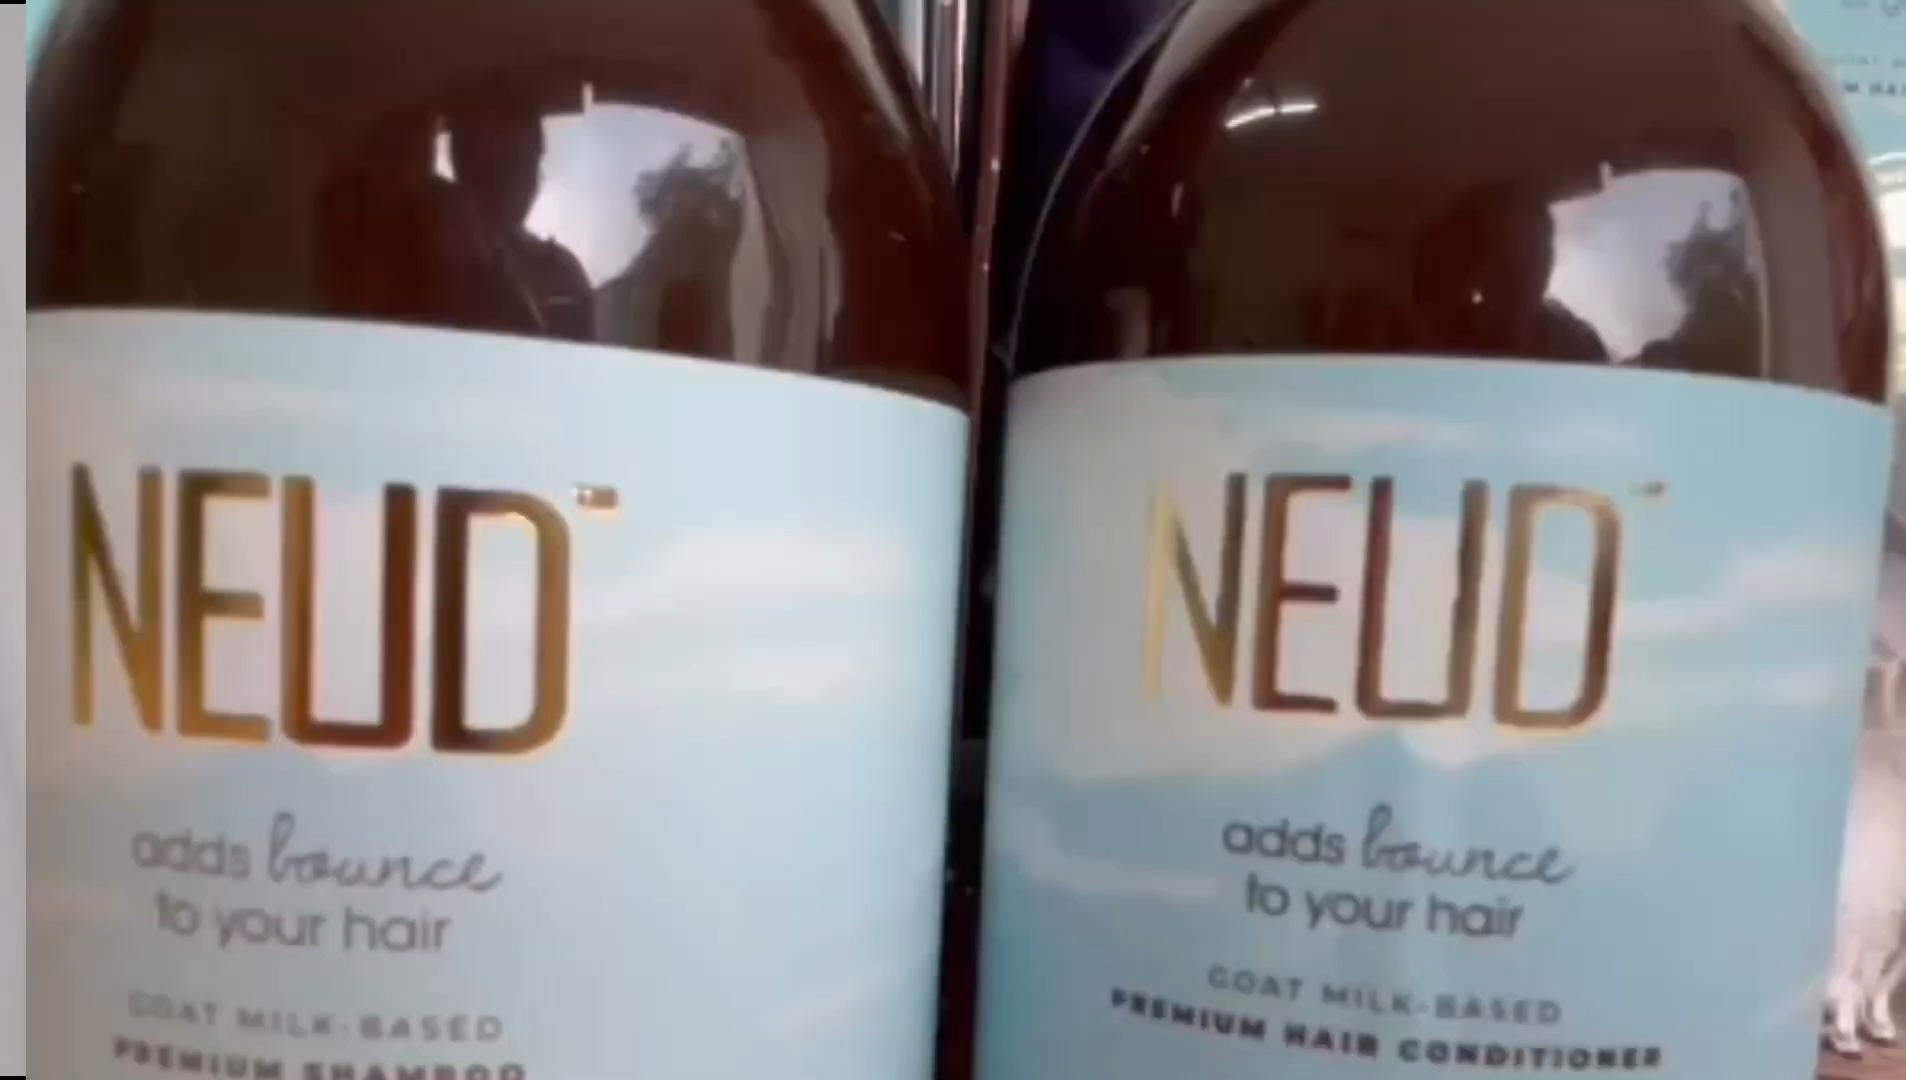 NEUD™
adds bounce
to your hair
GOAT MILK-BASED
PREMIUM SHAMPOO
NEUD™
adds bounce
to your hair
GOAT MILK-BASED
PREMIUM HAIR CONDITIONER